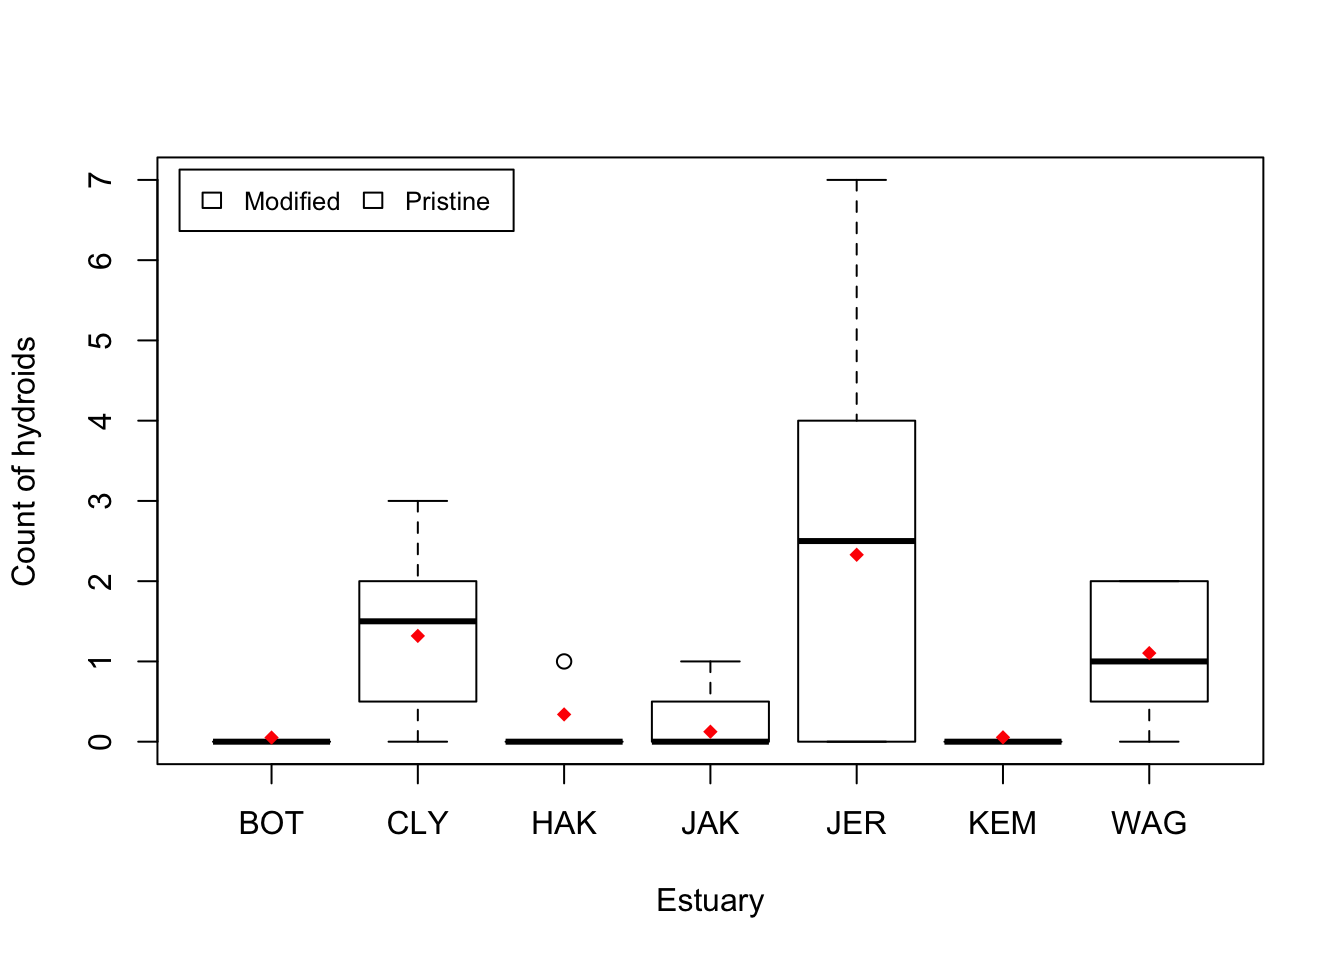 Modified Pristine
7
6
5
4
3
2
1
0
Count of hydroids
BOT CLY HAK JAK JER KEM WAG
Estuary